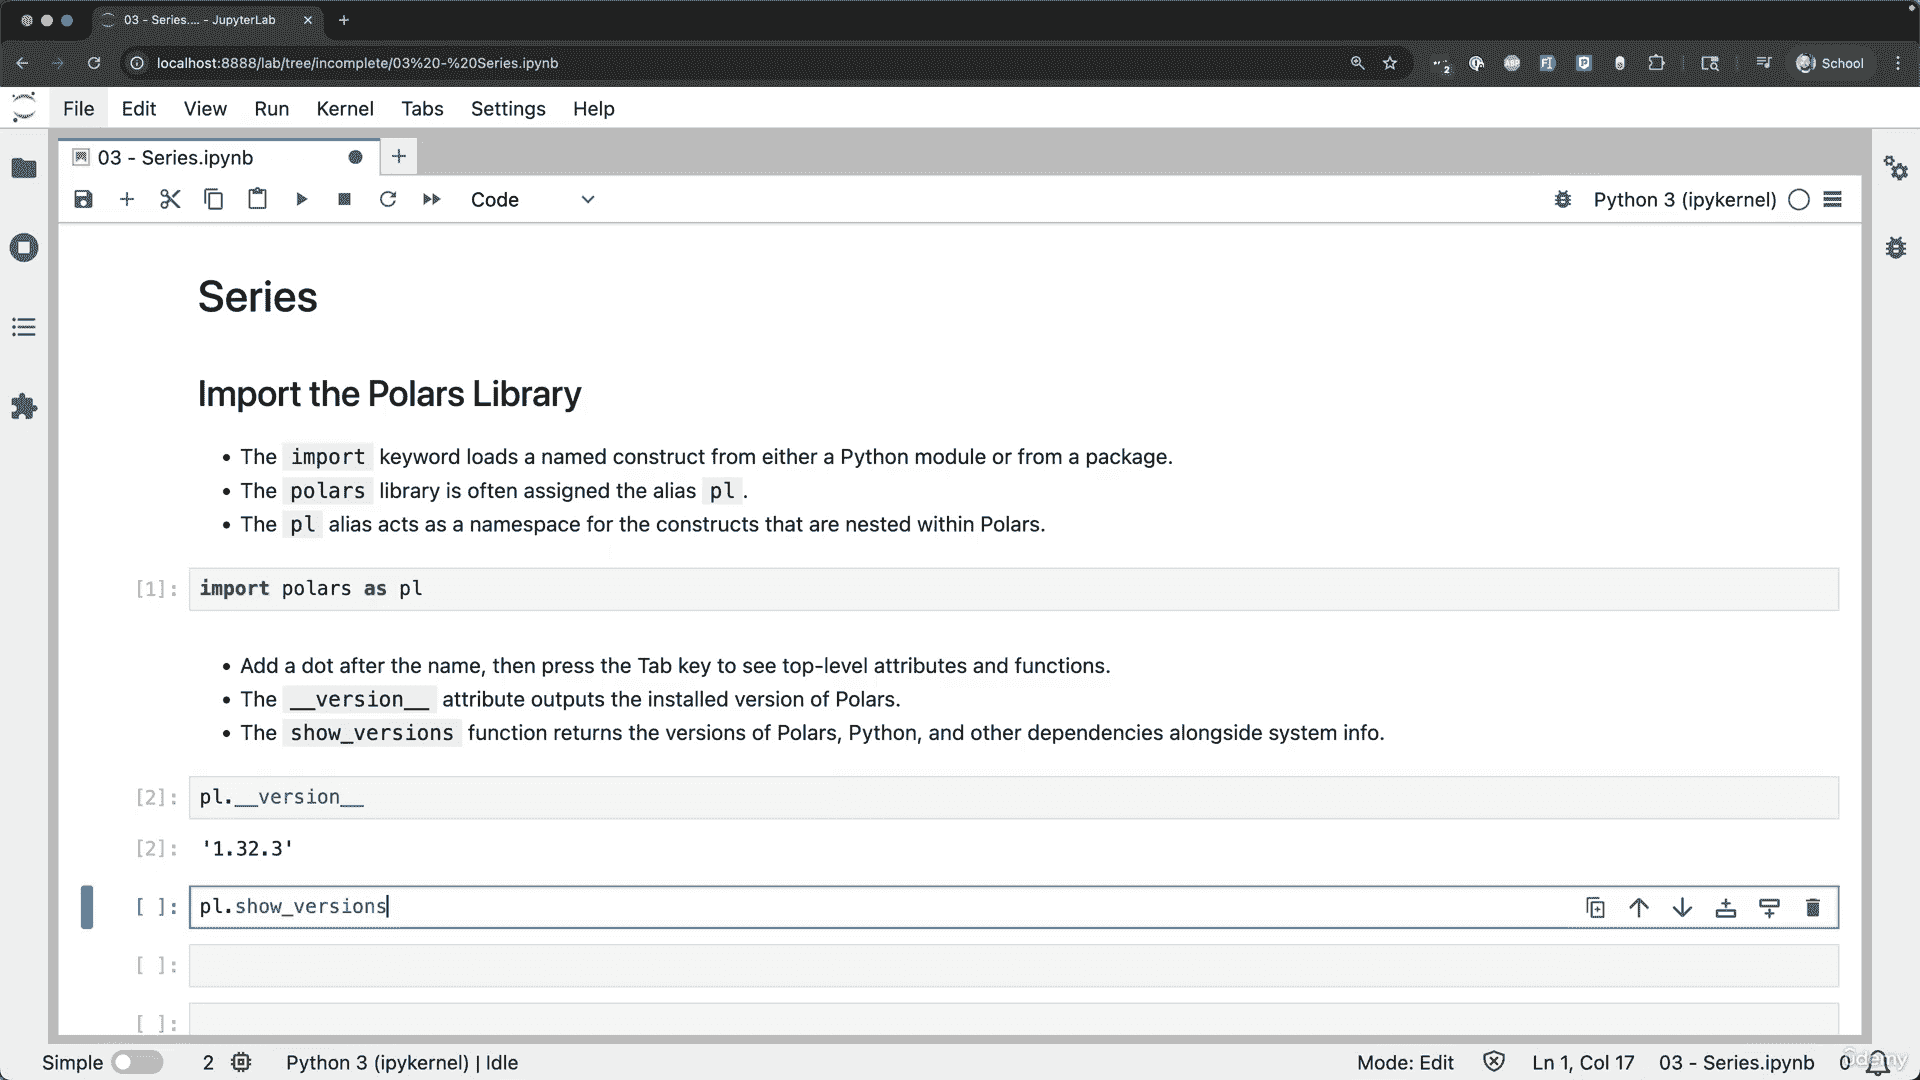 03 - Series.... - JupyterLab
localhost:8888/lab/tree/incomplete/03%20-%20Series.ipynb
2
ABP
School
File Edit View Run Kernel Tabs Settings Help
03 - Series.ipynb
Code
Python 3 (ipykernel)
Series
Import the Polars Library
• The import keyword loads a named construct from either a Python module or from a package.
• The polars library is often assigned the alias pl .
• The pl alias acts as a namespace for the constructs that are nested within Polars.
[1]: import polars as pl
• Add a dot after the name, then press the Tab key to see top-level attributes and functions.
• The __version__ attribute outputs the installed version of Polars.
• The show_versions function returns the versions of Polars, Python, and other dependencies alongside system info.
[2]: pl.__version__
[2]: '1.32.3'
[ ]: pl.show_versions
[ ]:
[ ]:
Simple 2 Python 3 (ipykernel) | Idle Mode: Edit Ln 1, Col 17 03 - Series.ipynb 0
Udemy